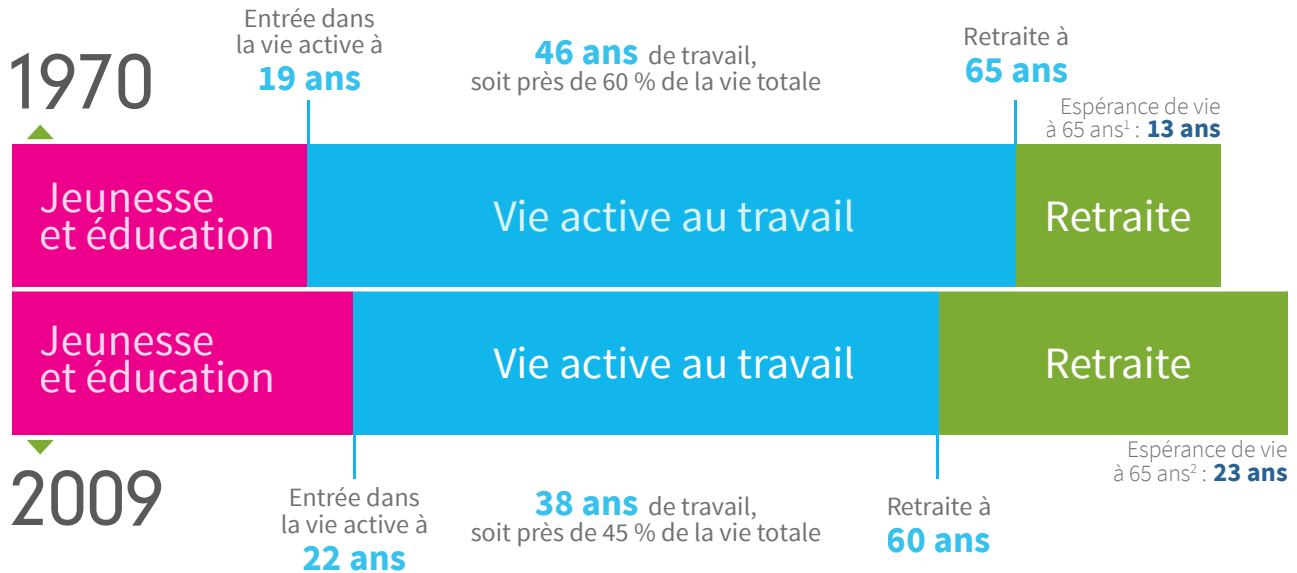 1970
Entrée dans
la vie active à
19 ans
46 ans de travail,
soit près de 60 % de la vie totale
Retraite à
65 ans
Espérance de vie
à 65 ans¹ : 13 ans
Jeunesse
et éducation
Vie active au travail
Retraite
Jeunesse
et éducation
Vie active au travail
Retraite
2009
Entrée dans
la vie active à
22 ans
38 ans de travail,
soit près de 45 % de la vie totale
Retraite à
60 ans
Espérance de vie
à 65 ans² : 23 ans